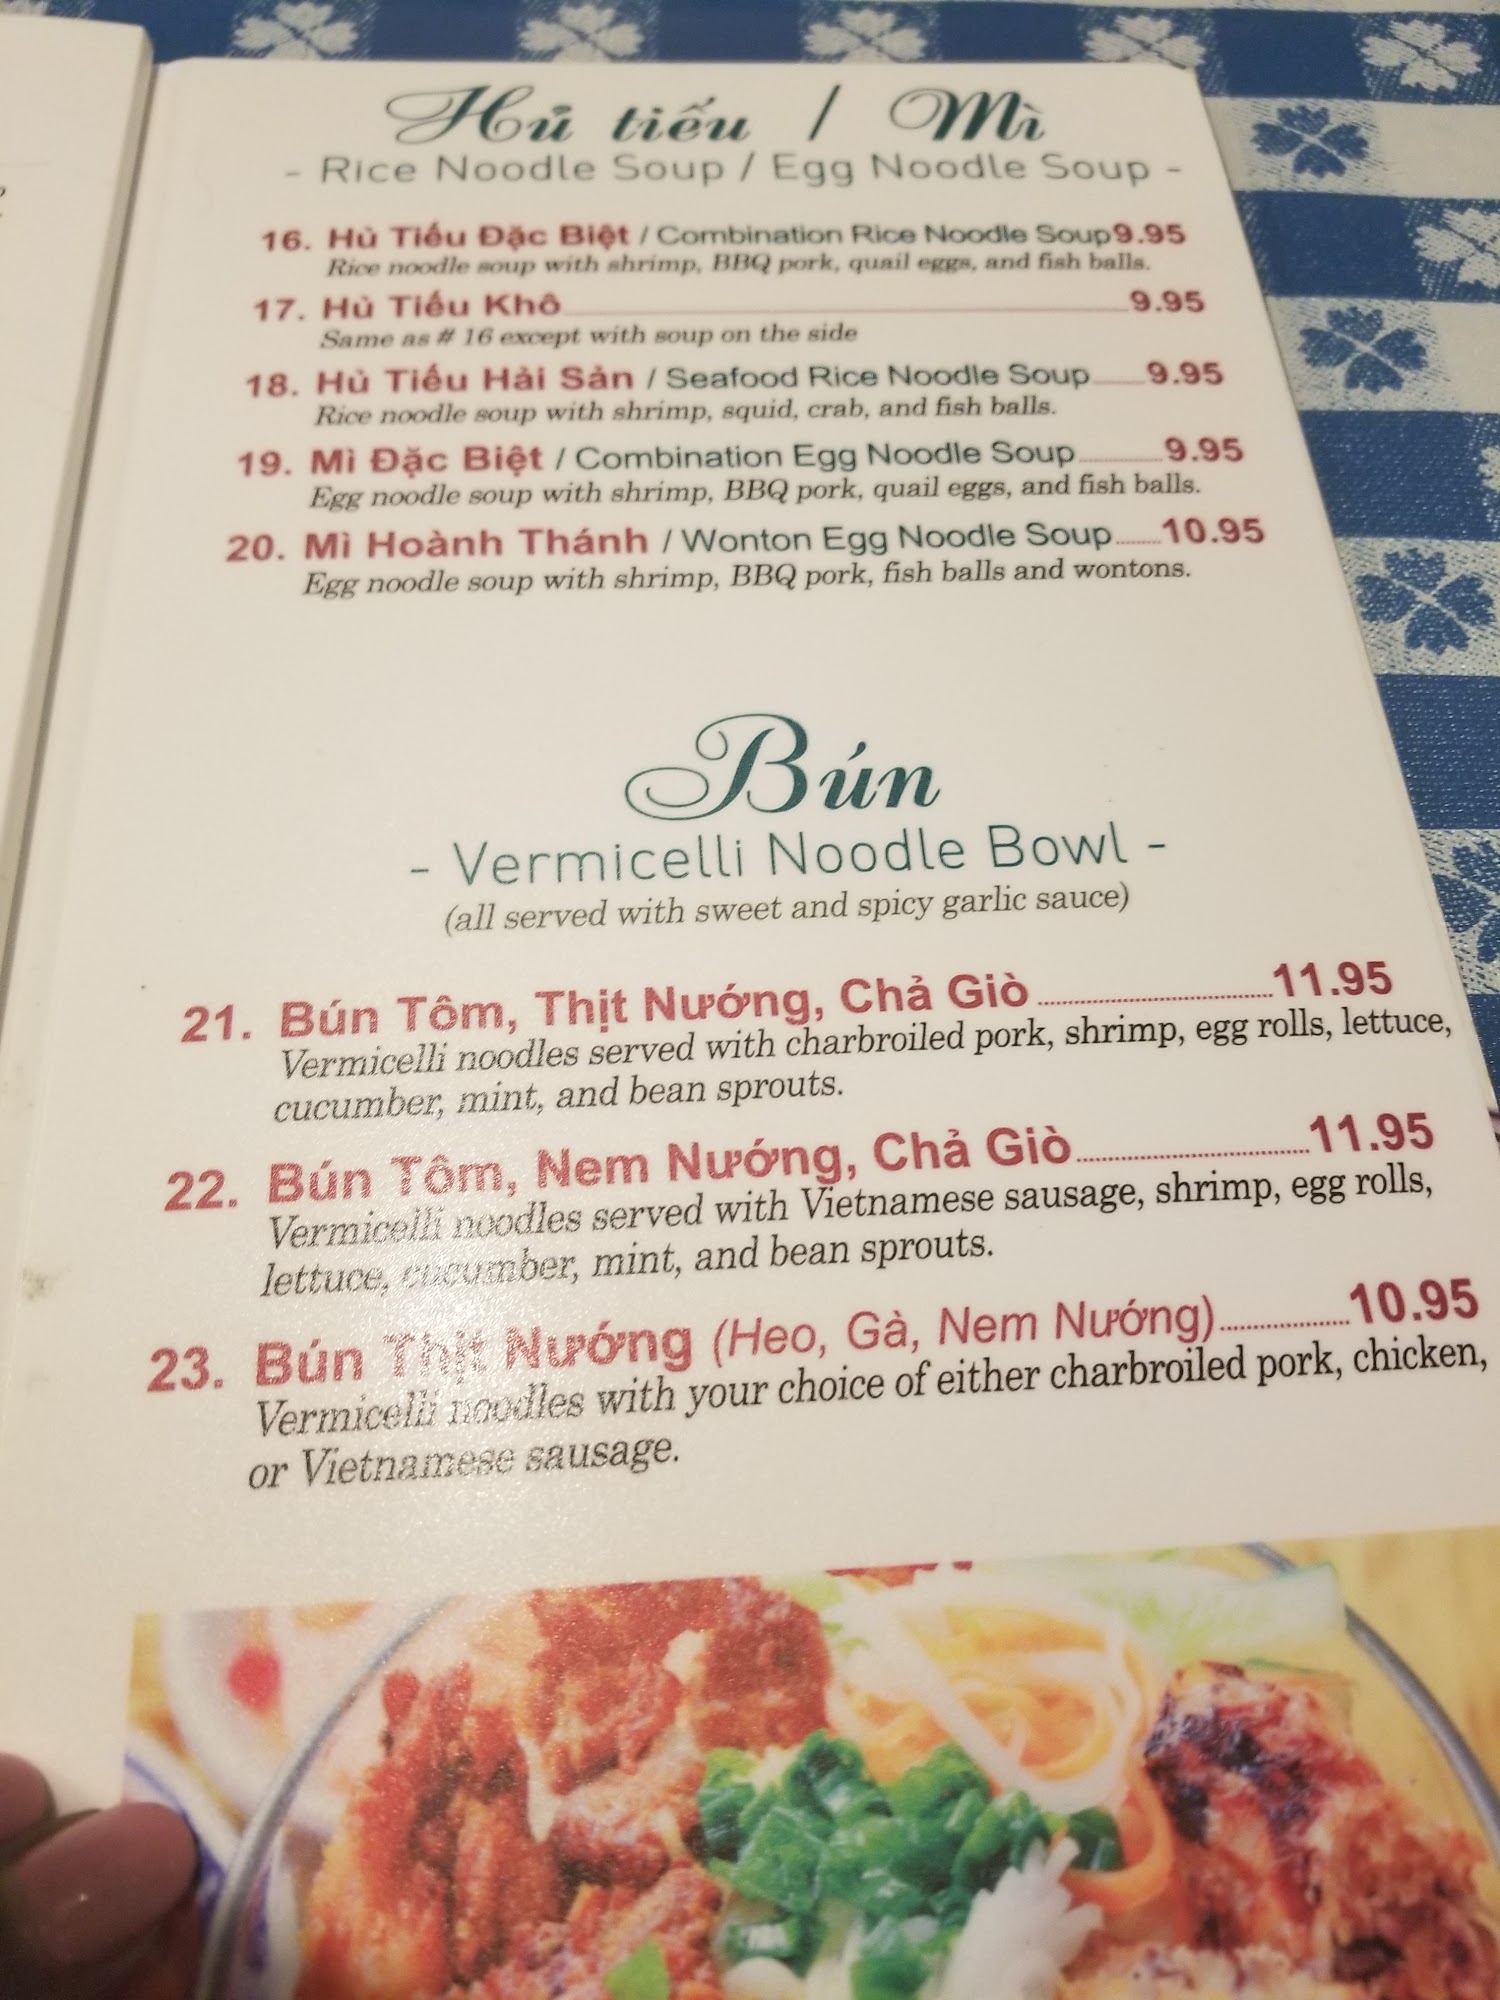 Hủ tiếu / Mì
- Rice Noodle Soup / Egg Noodle Soup -
16. Hủ Tiếu Đặc Biệt / Combination Rice Noodle Soup 9.95
Rice noodle soup with shrimp, BBQ pork, quail eggs, and fish balls.
17. Hủ Tiếu Khô 9.95
Same as # 16 except with soup on the side
18. Hủ Tiếu Hải Sản / Seafood Rice Noodle Soup 9.95
Rice noodle soup with shrimp, squid, crab, and fish balls.
19. Mì Đặc Biệt / Combination Egg Noodle Soup 9.95
Egg noodle soup with shrimp, BBQ pork, quail eggs, and fish balls.
20. Mì Hoành Thánh / Wonton Egg Noodle Soup 10.95
Egg noodle soup with shrimp, BBQ pork, fish balls and wontons.
Bún
- Vermicelli Noodle Bowl -
(all served with sweet and spicy garlic sauce)
21. Bún Tôm, Thịt Nướng, Chả Giò 11.95
Vermicelli noodles served with charbroiled pork, shrimp, egg rolls, lettuce,
cucumber, mint, and bean sprouts.
22. Bún Tôm, Nem Nướng, Chả Giò 11.95
Vermicelli noodles served with Vietnamese sausage, shrimp, egg rolls,
lettuce, cucumber, mint, and bean sprouts.
23. Bún Thịt Nướng (Heo, Gà, Nem Nướng) 10.95
Vermicelli noodles with your choice of either charbroiled pork, chicken,
or Vietnamese sausage.